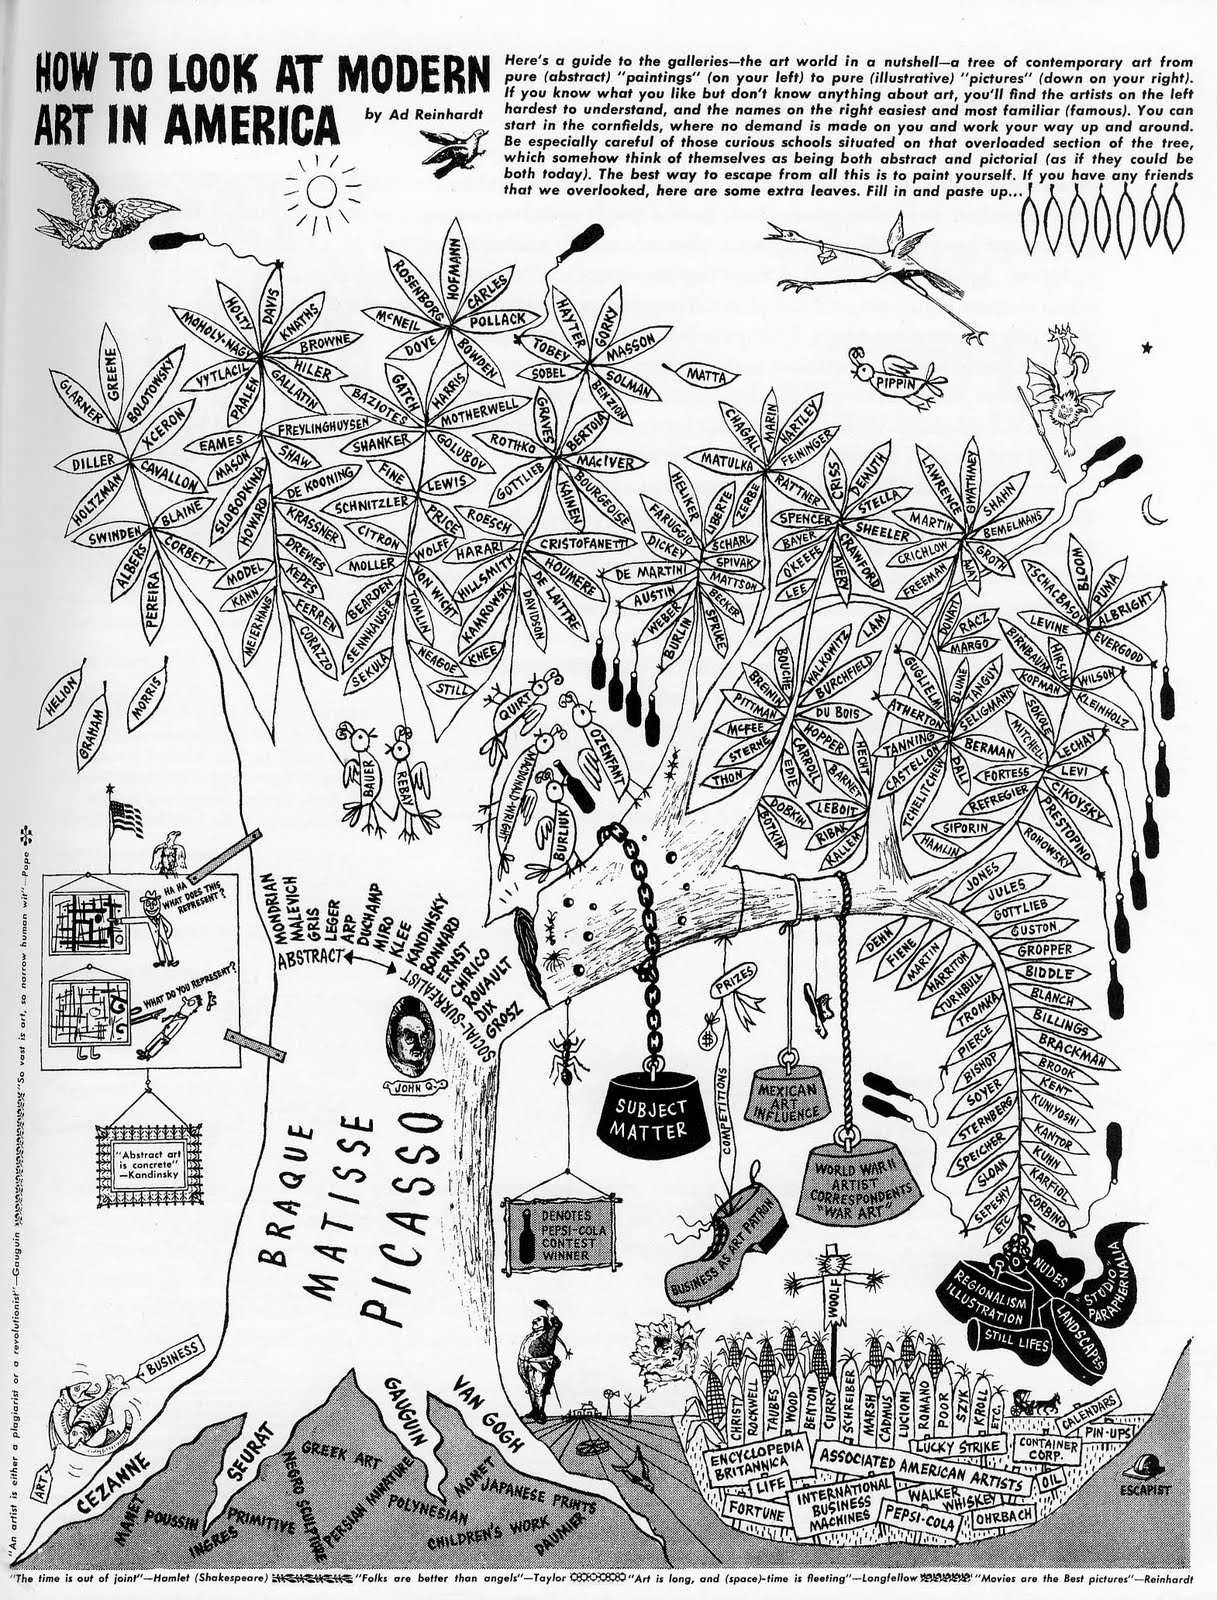 HOW TO LOOK AT MODERN
ART IN AMERICA
by Ad Reinhardt
Here's a guide to the galleries—the art world in a nutshell—a tree of contemporary art from
pure (abstract) "paintings" (on your left) to pure (illustrative) "pictures" (down on your right).
If you know what you like but don't know anything about art, you'll find the artists on the left
hardest to understand, and the names on the right easiest and most familiar (famous). You can
start in the cornfields, where no demand is made on you and work your way up and around.
Be especially careful of those curious schools situated on that overloaded section of the tree,
which somehow think of themselves as being both abstract and pictorial (as if they could be
both today). The best way to escape from all this is to paint yourself. If you have any friends
that we overlooked, here are some extra leaves. Fill in and paste up...
GLARNER
GREENE
BOLOTOWSKY
XCERON
DILLER
CAVALLON
HOLTZMAN
SWINDEN
BLAINE
ALBERS
CORBETT
PEREIRA
MOHOLY-NAGY
HOLTY
DAVIS
KNATHS
BROWNE
VYTLACIL
HILER
PAALEN
GALLATIN
FREYLINGHUYSEN
EAMES
SHAW
MASON
DE KOONING
SLOBODKINA
HOWARD
KRASSNER
DREWES
MODEL
KEPES
KANN
FERREN
MEIERHANS
CORAZZO
ROSENBORG
HOFMANN
CARLES
McNEIL
POLLACK
DOVE
BOWDEN
GATCH
HARRIS
BAZIOTES
MOTHERWELL
SHANKER
GOLUBOV
FINE
LEWIS
SCHNITZLER
PRICE
CITRON
WOLFF
MOLLER
VON WICHT
BEARDEN
TOMLIN
SENNHAUSER
NEAGOE
SEKULA
STILL
HAYTER
GORKY
TOBEY
MASSON
SOBEL
SOLMAN
BENZION
MATTA
GRAVES
BERTOIA
ROTHKO
MACIVER
GOTTLIEB
BOURGEOISE
KAINEN
ROESCH
HARARI
CRISTOFANETTI
HILLSMITH
HOUMERE
KAMROWSKI
DE LAITTRE
DAVIDSON
KNEE
PIPPIN
CHAGALL
MARIN
HARTLEY
MATULKA
FEININGER
ZERBE
RATTNER
HELIKER
LIBERTE
FARUGGIO
SCHARL
DICKEY
SPIVAK
DE MARTINI
MATTSON
AUSTIN
BECKER
WEBER
SPRUCE
BURLIN
CRISS
DEMUTH
STELLA
SPENCER
SHEELER
BAYER
CRAWFORD
O'KEEFE
AVERY
LEE
LAWRENCE
GWATHMEY
SHAHN
MARTIN
BEMELMANS
CRICHLOW
GROTH
FREEMAN
MAY
TSCHACBASOV
BLOOM
PUMA
ALBRIGHT
LEVINE
EVERGOOD
BIRNBAUM
HIRSCH
WILSON
KOPMAN
KLEINHOLZ
SOKOLE
MITCHELL
LECHAY
LEVI
FORTESS
CIKOVSKY
REFREGIER
PRESTOPINO
SIPORIN
ROHOWSKY
HAMLIN
LAM
DONATI
RACZ
MARGO
GUGLIELMI
BLUME
TANGUY
ATHERTON
SELIGMANN
TANNING
BERMAN
CASTELLON
DALI
TCHELITCHEW
BOUCHE
WALKOWITZ
BREININ
BURCHFIELD
PITTMAN
DU BOIS
McFEE
HOPPER
STERNE
CARROLL
THON
EDIE
HECHT
BARNET
DOBKIN
LEBOIT
BOTKIN
RIBAK
KALLEM
HELION
GRAHAM
MORRIS
BAUER
REBAY
QUIRT
OZENFANT
MACDONALD-WRIGHT
BURLIUK
JONES
JULES
GOTTLIEB
GUSTON
DEHN
GROPPER
FIENE
BIDDLE
MARTIN
HARRITON
BLANCH
TURNBULL
BILLINGS
TROMKA
BRACKMAN
PIERCE
BROOK
BISHOP
KENT
SOYER
KUNIYOSHI
STERNBERG
KANTOR
SPEICHER
KUHN
SLOAN
KARFIOL
SEPESHY
CORBINO
ETC.
HA HA
WHAT DOES THIS
REPRESENT?
WHAT DO YOU REPRESENT?
"Abstract art
is concrete"
—Kandinsky
MONDRIAN
MALEVICH
GRIS
LEGER
ARP
DUCHAMP
MIRO
KLEE
KANDINSKY
BONNARD
ERNST
CHIRICO
ROUAULT
DIX
GROSZ
ABSTRACT
SOCIAL-SURREALIST
JOHN Q.
BRAQUE
MATISSE
PICASSO
SUBJECT
MATTER
PRIZES
$
COMPETITIONS
MEXICAN
ART
INFLUENCE
WORLD WAR II
ARTIST
CORRESPONDENTS
"WAR ART"
BUSINESS AS ART PATRON
DENOTES
PEPSI-COLA
CONTEST
WINNER
NUDES
STUDIO
PARAPHERNALIA
REGIONALISM
ILLUSTRATION
LANDSCAPES
STILL LIFES
WOOLF
CHRISTY
ROCKWELL
TAUBES
WOOD
BENTON
CURRY
SCHREIBER
MARSH
CADMUS
LUCIONI
ROMANO
POOR
SZYK
KROLL
ETC.
CALENDARS
PIN-UPS
ENCYCLOPEDIA
BRITANNICA
LUCKY STRIKE
CONTAINER
CORP.
ASSOCIATED AMERICAN ARTISTS
OIL
LIFE
INTERNATIONAL
BUSINESS
MACHINES
WALKER
WHISKEY
FORTUNE
PEPSI-COLA
OHRBACH
ESCAPIST
BUSINESS
ART
CEZANNE
SEURAT
GAUGUIN
VAN GOGH
MANET
POUSSIN
INGRES
PRIMITIVE
GREEK ART
NEGRO SCULPTURE
PERSIAN MINIATURE
POLYNESIAN
MONET
JAPANESE PRINTS
CHILDREN'S WORK
DAUMIER
"An artist is either a plagiarist or a revolutionist"—Gauguin
"So vast is art, so narrow human wit"—Pope
"The time is out of joint"—Hamlet (Shakespeare)
"Folks are better than angels"—Taylor
"Art is long, and (space)-time is fleeting"—Longfellow
"Movies are the Best pictures"—Reinhardt